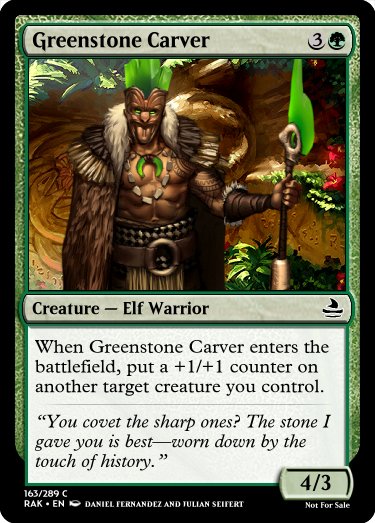 Greenstone Carver 3
Creature — Elf Warrior
When Greenstone Carver enters the
battlefield, put a +1/+1 counter on
another target creature you control.
“You covet the sharp ones? The stone I
gave you is best—worn down by the
touch of history.”
4/3
163/289 C
RAK • EN DANIEL FERNANDEZ AND JULIAN SEIFERT
Not For Sale